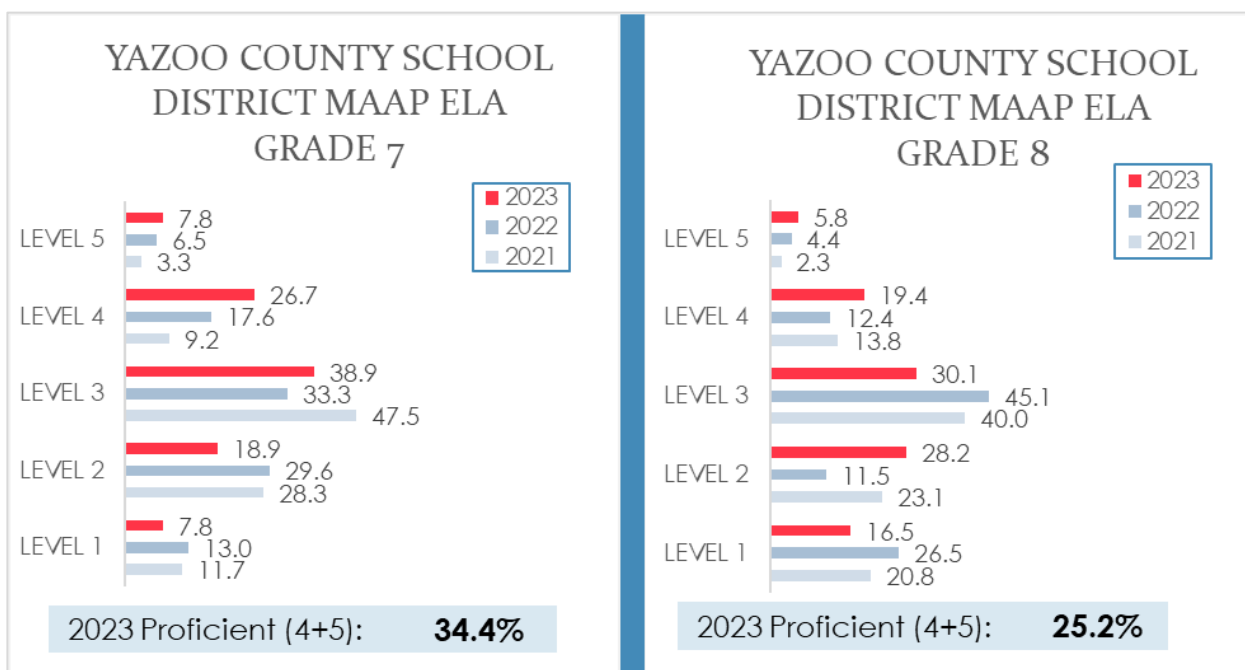 YAZOO COUNTY SCHOOL
DISTRICT MAAP ELA
GRADE 7
2023
2022
2021
LEVEL 5
7.8
6.5
3.3
LEVEL 4
26.7
17.6
9.2
LEVEL 3
38.9
33.3
47.5
LEVEL 2
18.9
29.6
28.3
LEVEL 1
7.8
13.0
11.7
2023 Proficient (4+5): 34.4%
YAZOO COUNTY SCHOOL
DISTRICT MAAP ELA
GRADE 8
2023
2022
2021
LEVEL 5
5.8
4.4
2.3
LEVEL 4
19.4
12.4
13.8
LEVEL 3
30.1
45.1
40.0
LEVEL 2
28.2
11.5
23.1
LEVEL 1
16.5
26.5
20.8
2023 Proficient (4+5): 25.2%